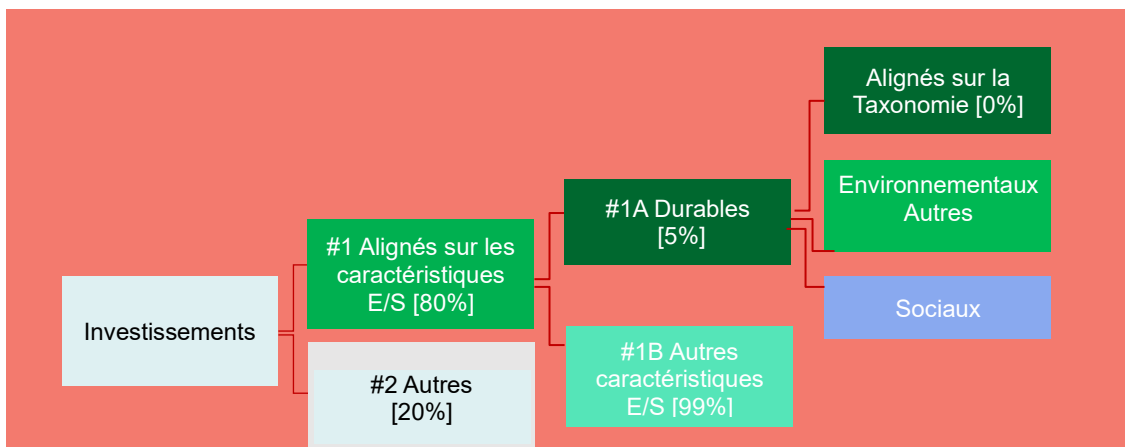 Investissements
#1 Alignés sur les
caractéristiques
E/S [80%]
#2 Autres
[20%]
#1A Durables
[5%]
#1B Autres
caractéristiques
E/S [99%]
Alignés sur la
Taxonomie [0%]
Environnementaux
Autres
Sociaux